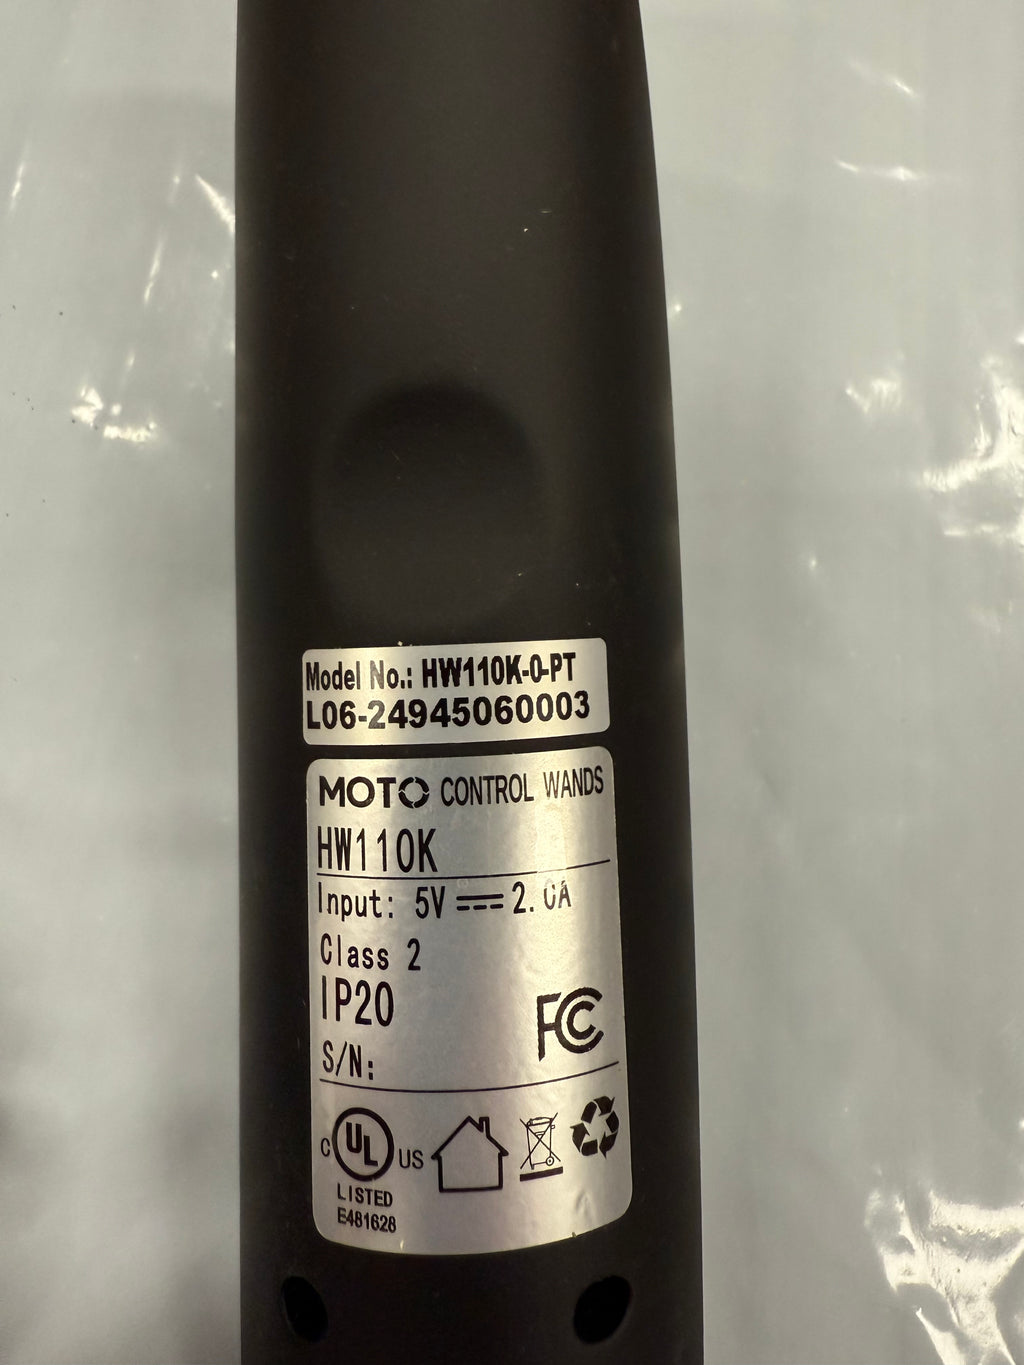 Model No.: HW110K-0-PT
L06-24945060003
MOTO CONTROL WANDS
HW110K
Input: 5V ⎓ 2.0A
Class 2
IP20
FC
S/N:
C UL US
LISTED
E481628